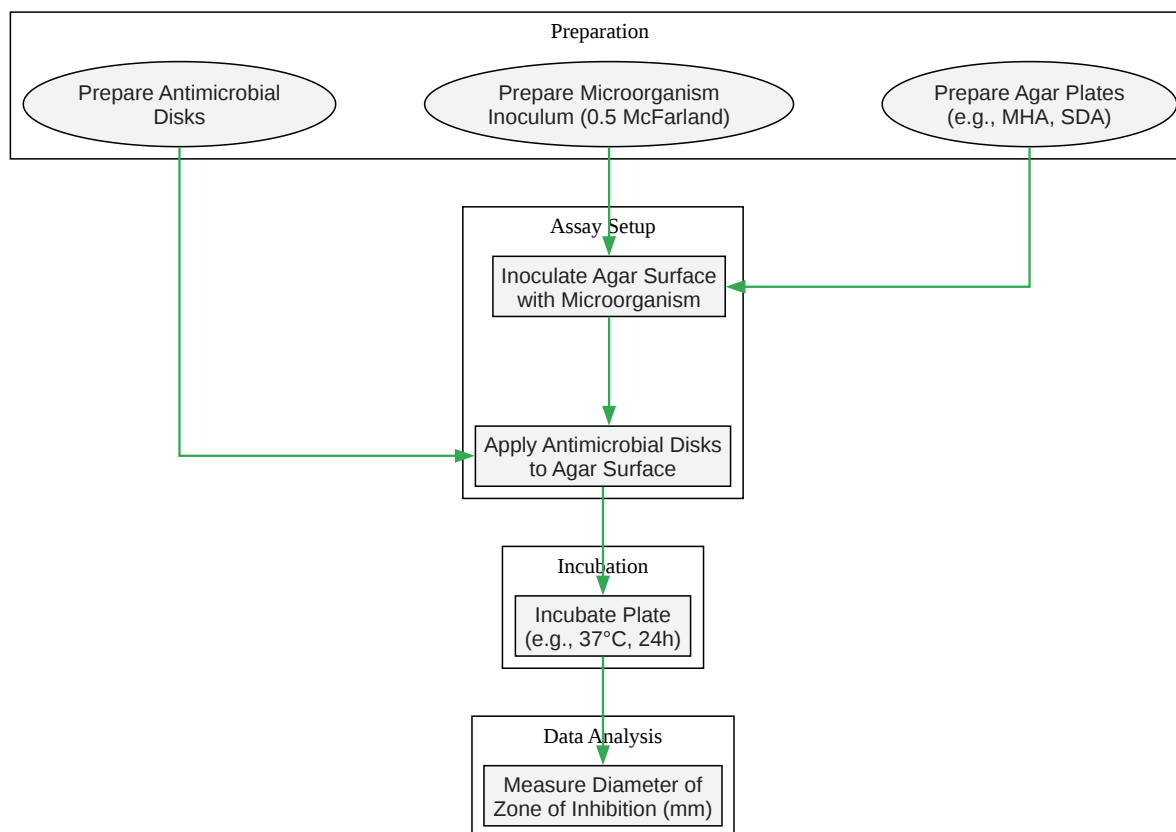 Preparation
Prepare Antimicrobial
Disks
Prepare Microorganism
Inoculum (0.5 McFarland)
Prepare Agar Plates
(e.g., MHA, SDA)
Assay Setup
Inoculate Agar Surface
with Microorganism
Apply Antimicrobial Disks
to Agar Surface
Incubation
Incubate Plate
(e.g., 37°C, 24h)
Data Analysis
Measure Diameter of
Zone of Inhibition (mm)